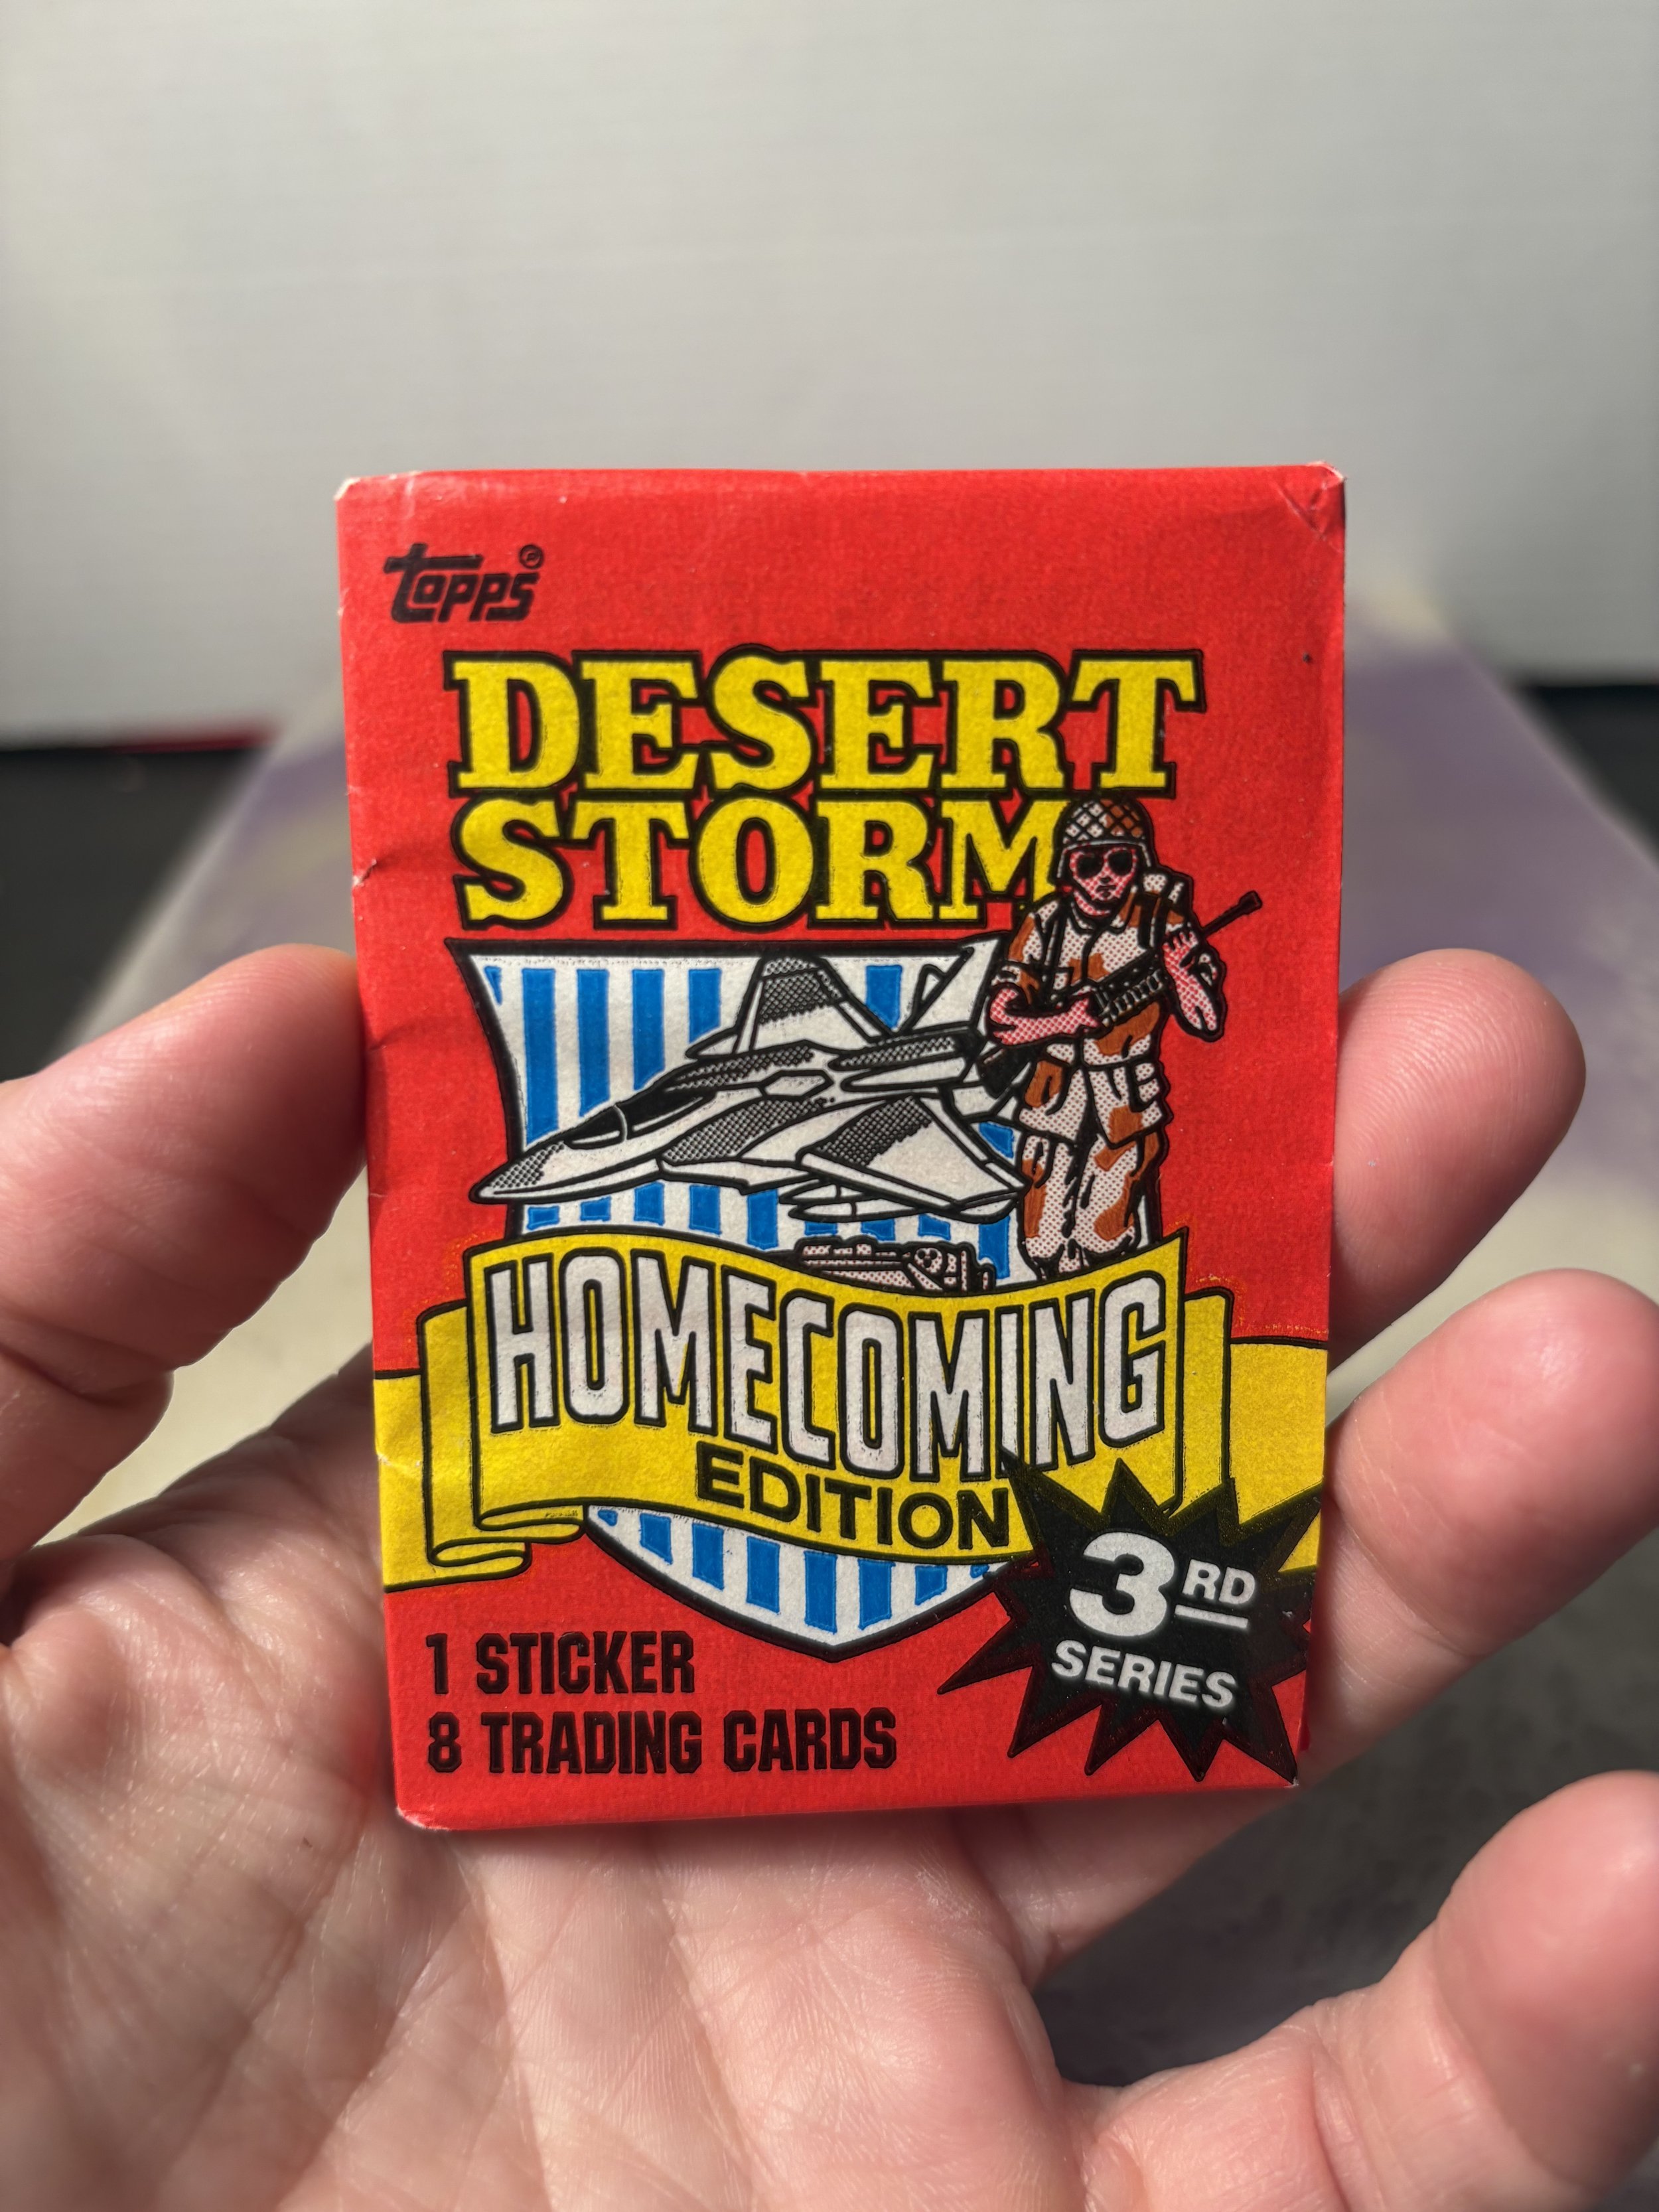 Topps®
DESERT
STORM
HOMECOMING
EDITION
3RD
SERIES
1 STICKER
8 TRADING CARDS